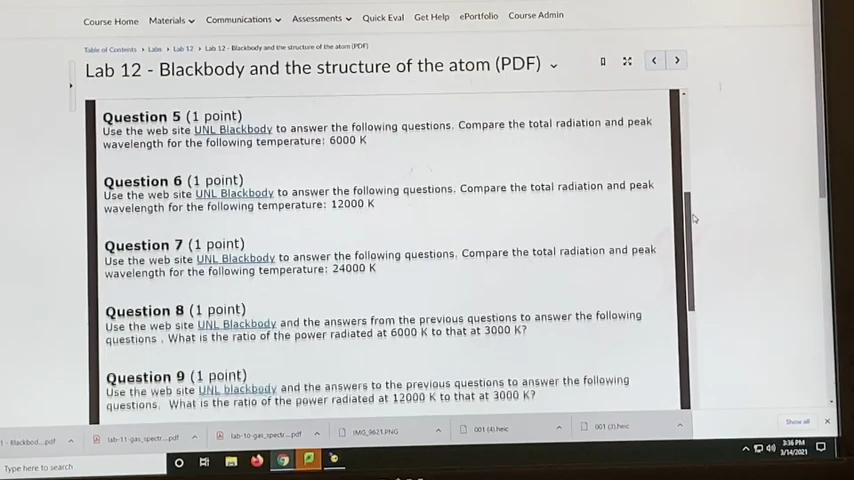 Course Home Materials Communications Assessments Quick Eval Get Help ePortfolio Course Admin
Table of Contents › Labs › Lab 12 › Lab 12 - Blackbody and the structure of the atom (PDF)
Lab 12 - Blackbody and the structure of the atom (PDF)
Question 5 (1 point)
Use the web site UNL Blackbody to answer the following questions. Compare the total radiation and peak
wavelength for the following temperature: 6000 K
Question 6 (1 point)
Use the web site UNL Blackbody to answer the following questions. Compare the total radiation and peak
wavelength for the following temperature: 12000 K
Question 7 (1 point)
Use the web site UNL Blackbody to answer the following questions. Compare the total radiation and peak
wavelength for the following temperature: 24000 K
Question 8 (1 point)
Use the web site UNL Blackbody and the answers from the previous questions to answer the following
questions . What is the ratio of the power radiated at 6000 K to that at 3000 K?
Question 9 (1 point)
Use the web site UNL blackbody and the answers to the previous questions to answer the following
questions. What is the ratio of the power radiated at 12000 K to that at 3000 K?
1 - Blackbod....pdf lab-11-gas_spectr....pdf lab-10-gas_spectr....pdf IMG_9621.PNG 001 (4).heic 001 (3).heic Show all
Type here to search
3:36 PM
3/14/2021